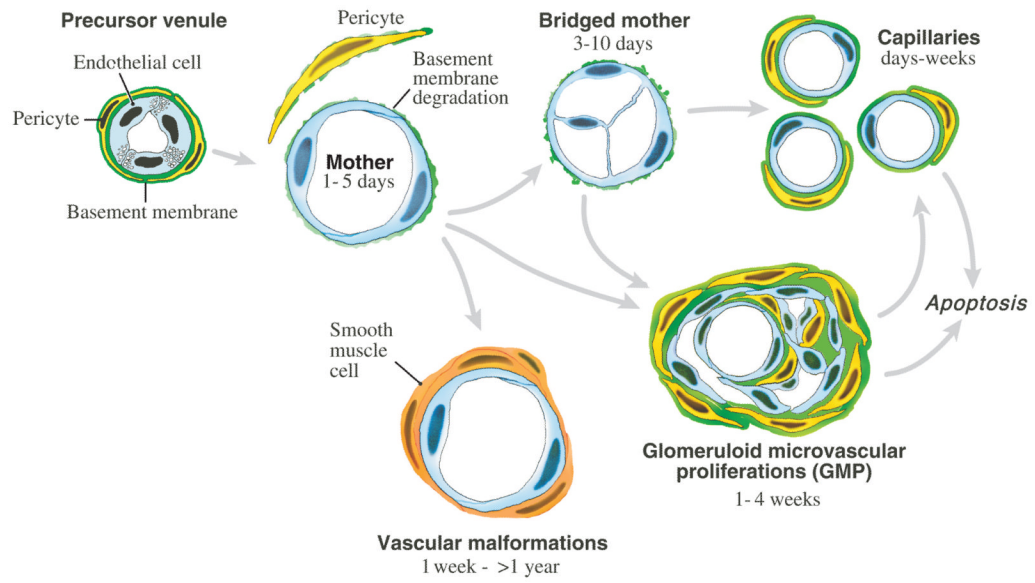 Precursor venule
Endothelial cell
Pericyte
Basement membrane
Pericyte
Basement
membrane
degradation
Mother
1-5 days
Bridged mother
3-10 days
Capillaries
days-weeks
Apoptosis
Smooth
muscle
cell
Vascular malformations
1 week - >1 year
Glomeruloid microvascular
proliferations (GMP)
1-4 weeks